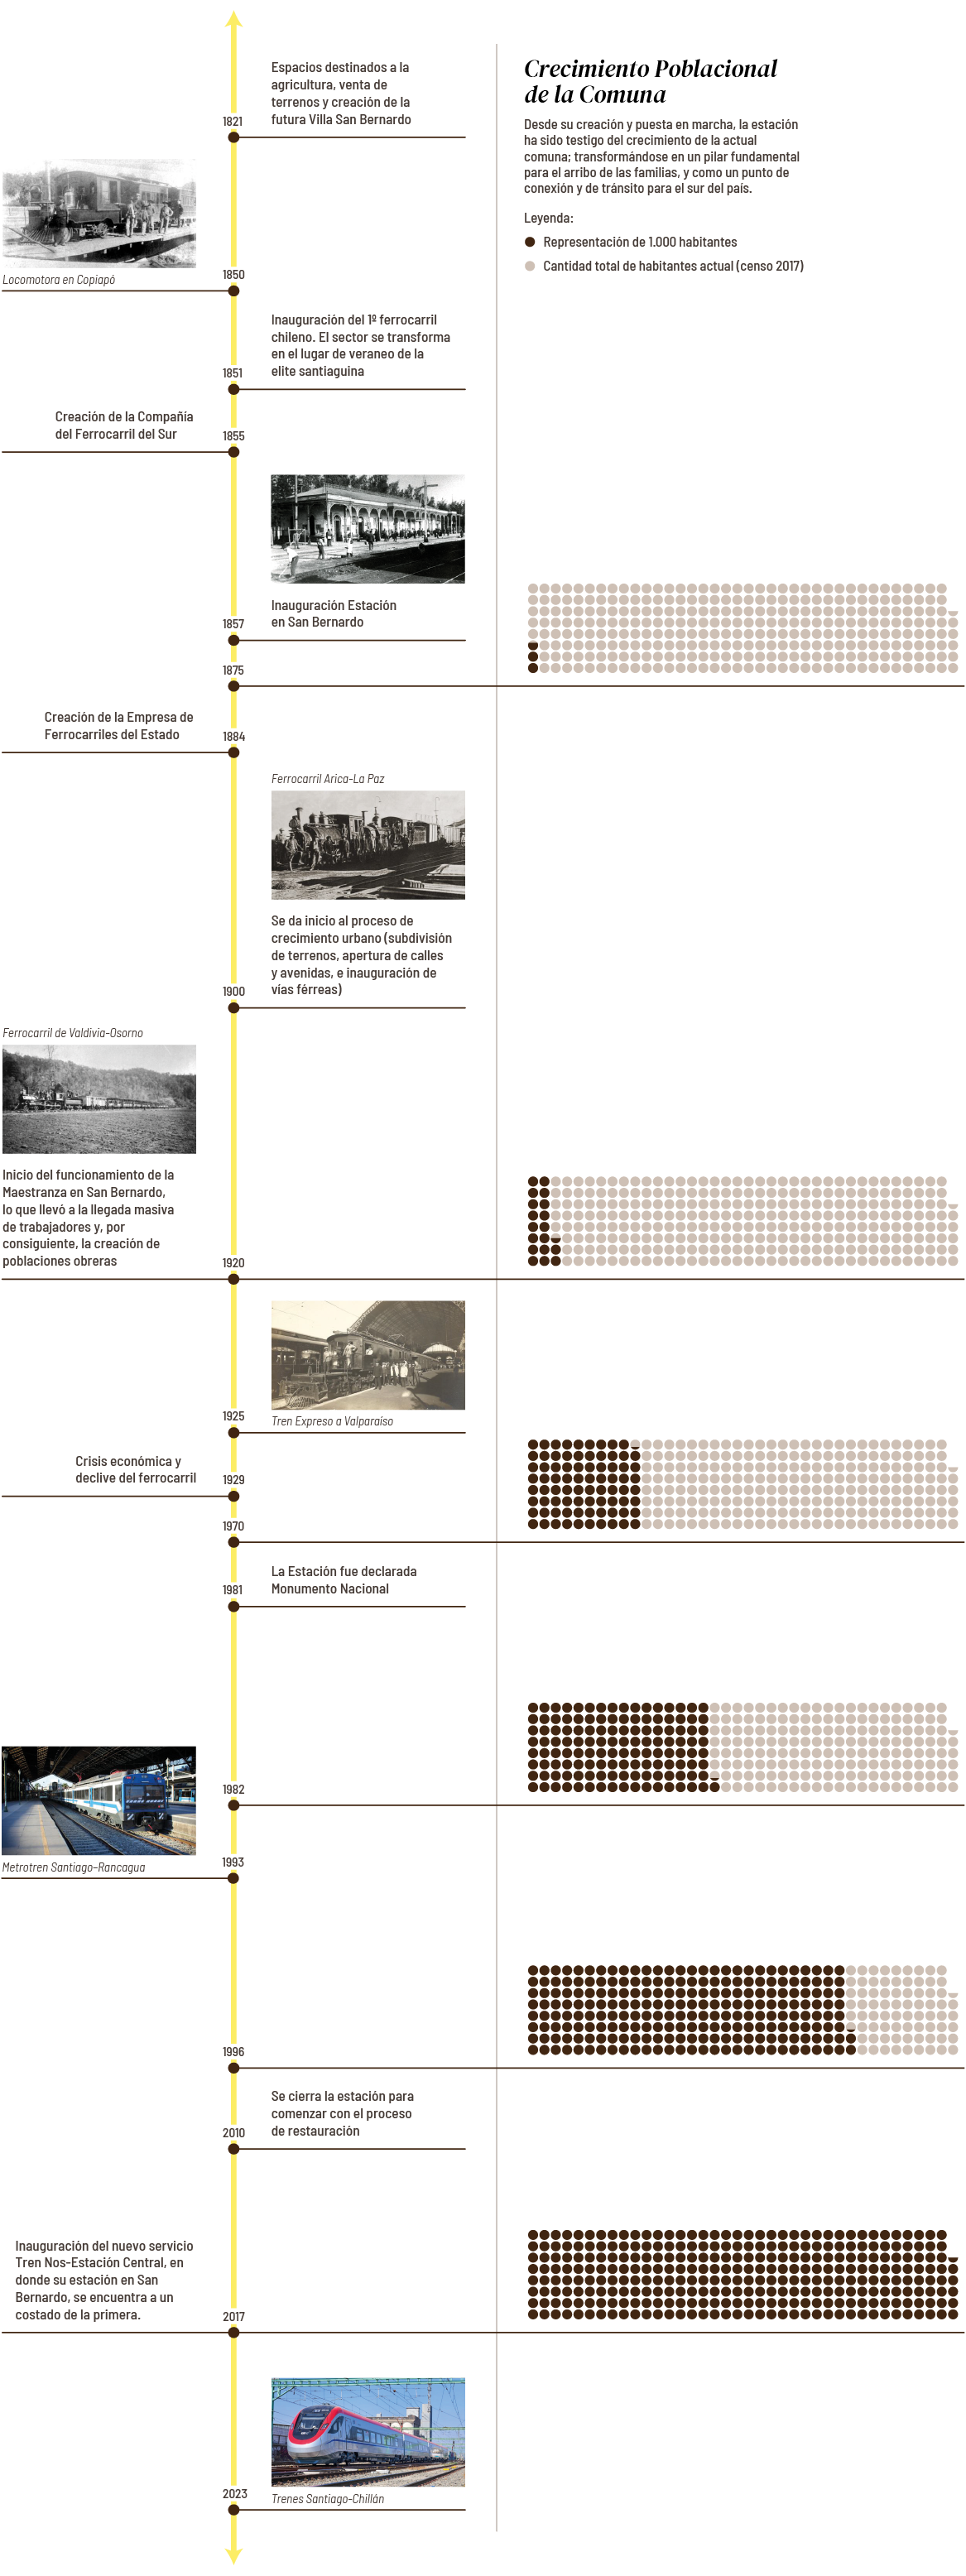 Espacios destinados a la
agricultura, venta de
terrenos y creación de la
futura Villa San Bernardo
1821
Crecimiento Poblacional
de la Comuna
Desde su creación y puesta en marcha, la estación
ha sido testigo del crecimiento de la actual
comuna; transformándose en un pilar fundamental
para el arribo de las familias, y como un punto de
conexión y de tránsito para el sur del país.
Leyenda:
Representación de 1.000 habitantes
Cantidad total de habitantes actual (censo 2017)
Locomotora en Copiapó
1850
Inauguración del 1º ferrocarril
chileno. El sector se transforma
en el lugar de veraneo de la
elite santiaguina
1851
Creación de la Compañía
del Ferrocarril del Sur
1855
Inauguración Estación
en San Bernardo
1857
1875
Creación de la Empresa de
Ferrocarriles del Estado
1884
Ferrocarril Arica-La Paz
Se da inicio al proceso de
crecimiento urbano (subdivisión
de terrenos, apertura de calles
y avenidas, e inauguración de
vías férreas)
1900
Ferrocarril de Valdivia-Osorno
Inicio del funcionamiento de la
Maestranza en San Bernardo,
lo que llevó a la llegada masiva
de trabajadores y, por
consiguiente, la creación de
poblaciones obreras
1920
1925
Tren Expreso a Valparaíso
Crisis económica y
declive del ferrocarril
1929
1970
La Estación fue declarada
Monumento Nacional
1981
1982
Metrotren Santiago-Rancagua
1993
1996
Se cierra la estación para
comenzar con el proceso
de restauración
2010
Inauguración del nuevo servicio
Tren Nos-Estación Central, en
donde su estación en San
Bernardo, se encuentra a un
costado de la primera.
2017
2023
Trenes Santiago-Chillán